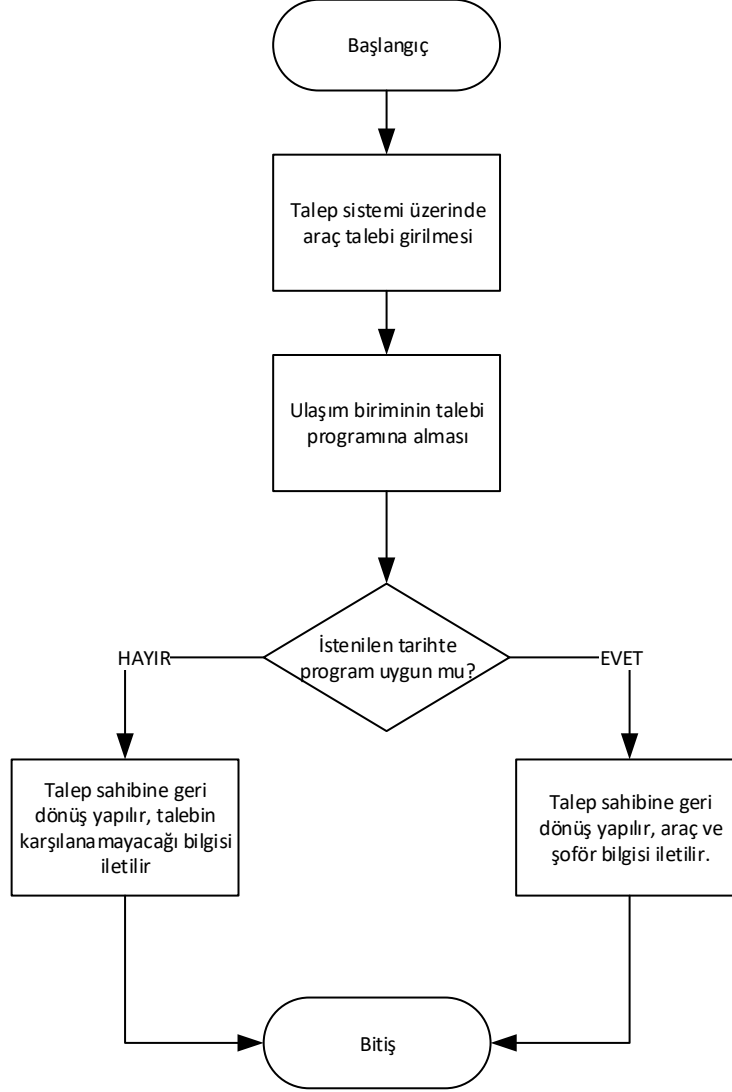 Başlangıç
Talep sistemi üzerinde
araç talebi girilmesi
Ulaşım biriminin talebi
programına alması
İstenilen tarihte
program uygun mu?
HAYIR
EVET
Talep sahibine geri
dönüş yapılır, talebin
karşılanamayacağı bilgisi
iletilir
Talep sahibine geri
dönüş yapılır, araç ve
şoför bilgisi iletilir.
Bitiş